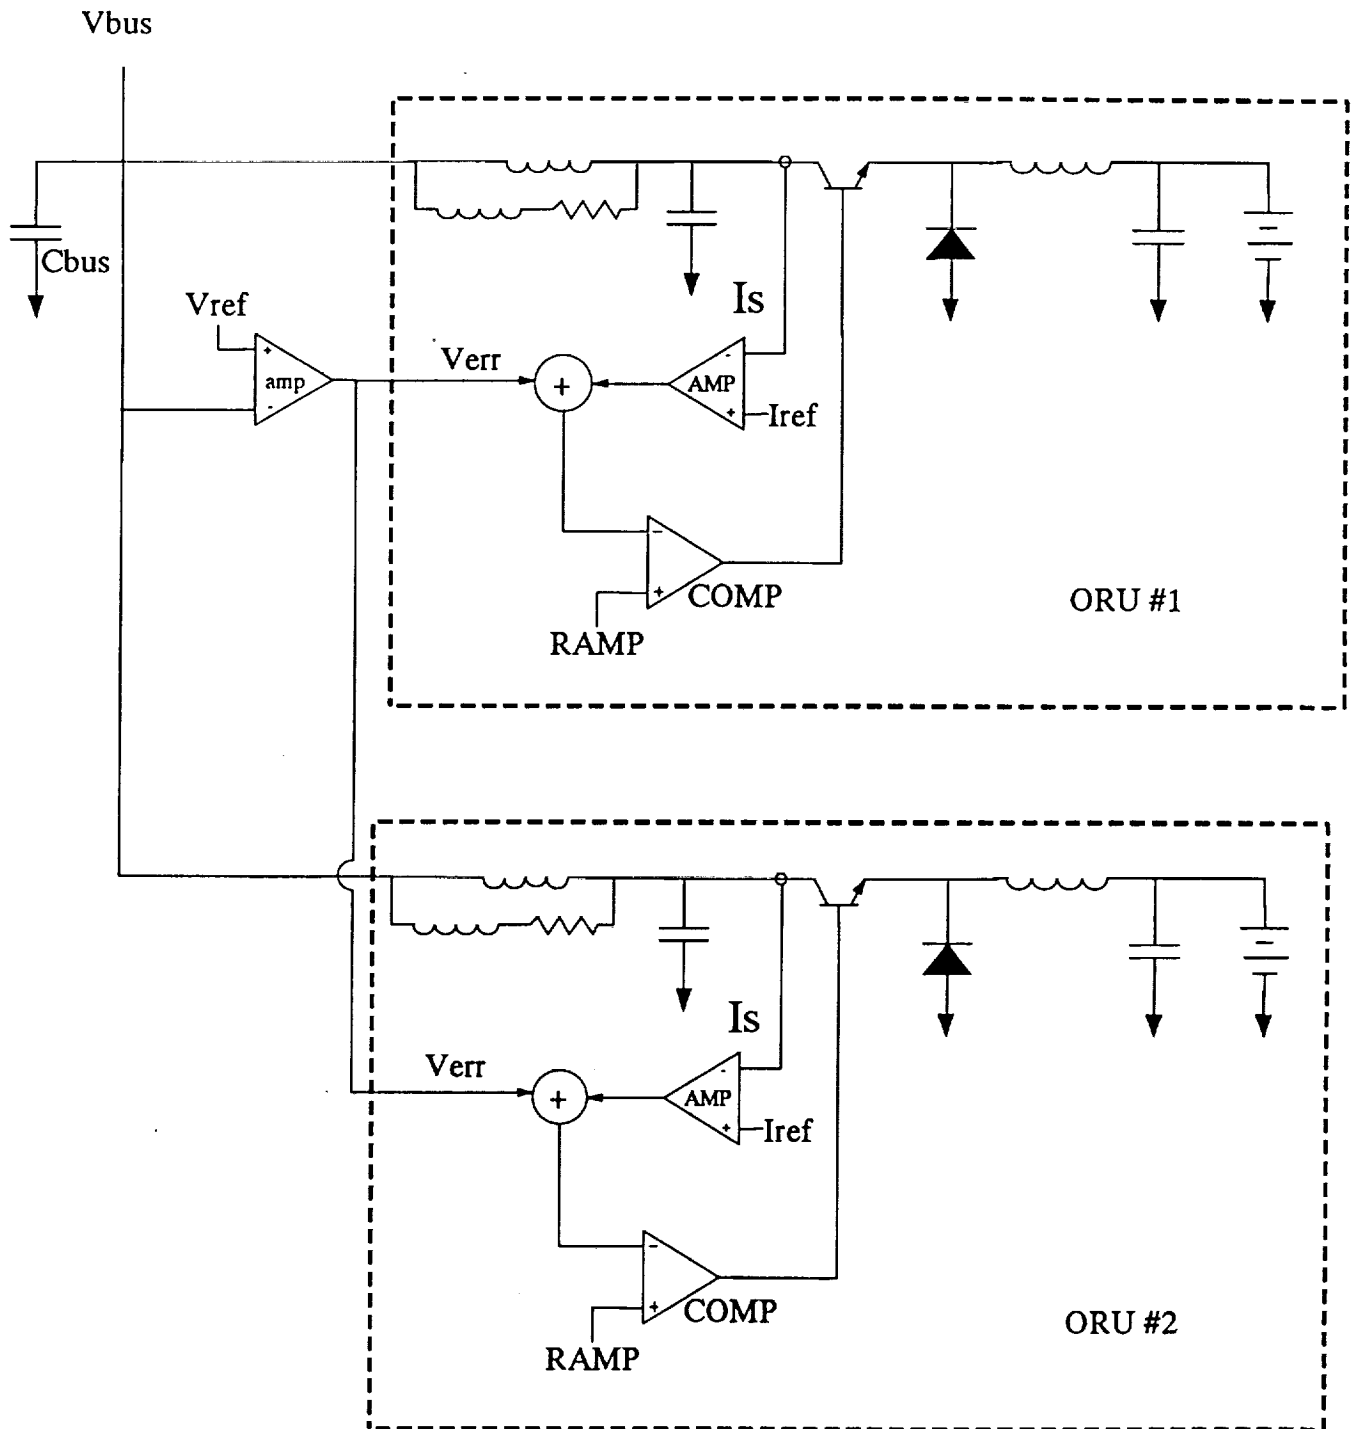 Vbus
Cbus
Vref
+
amp
-
Verr
+
Is
-
AMP
+
Iref
-
+
COMP
RAMP
ORU #1
Verr
+
Is
-
AMP
+
Iref
-
+
COMP
RAMP
ORU #2